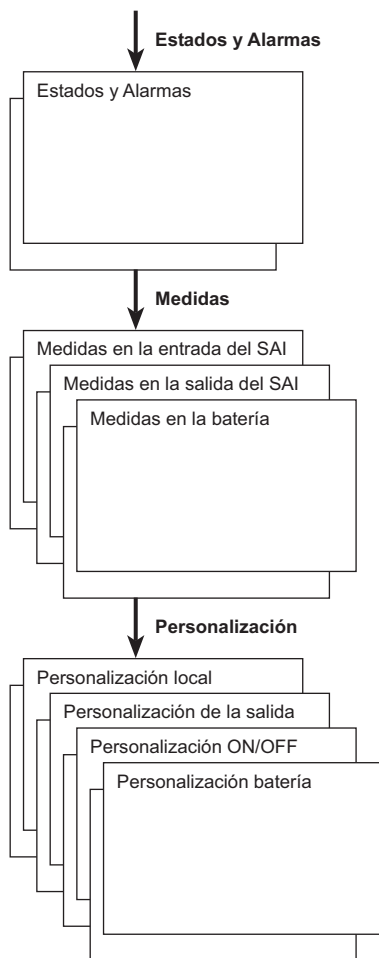 Estados y Alarmas
Estados y Alarmas
Medidas
Medidas en la entrada del SAI
Medidas en la salida del SAI
Medidas en la batería
Personalización
Personalización local
Personalización de la salida
Personalización ON/OFF
Personalización batería